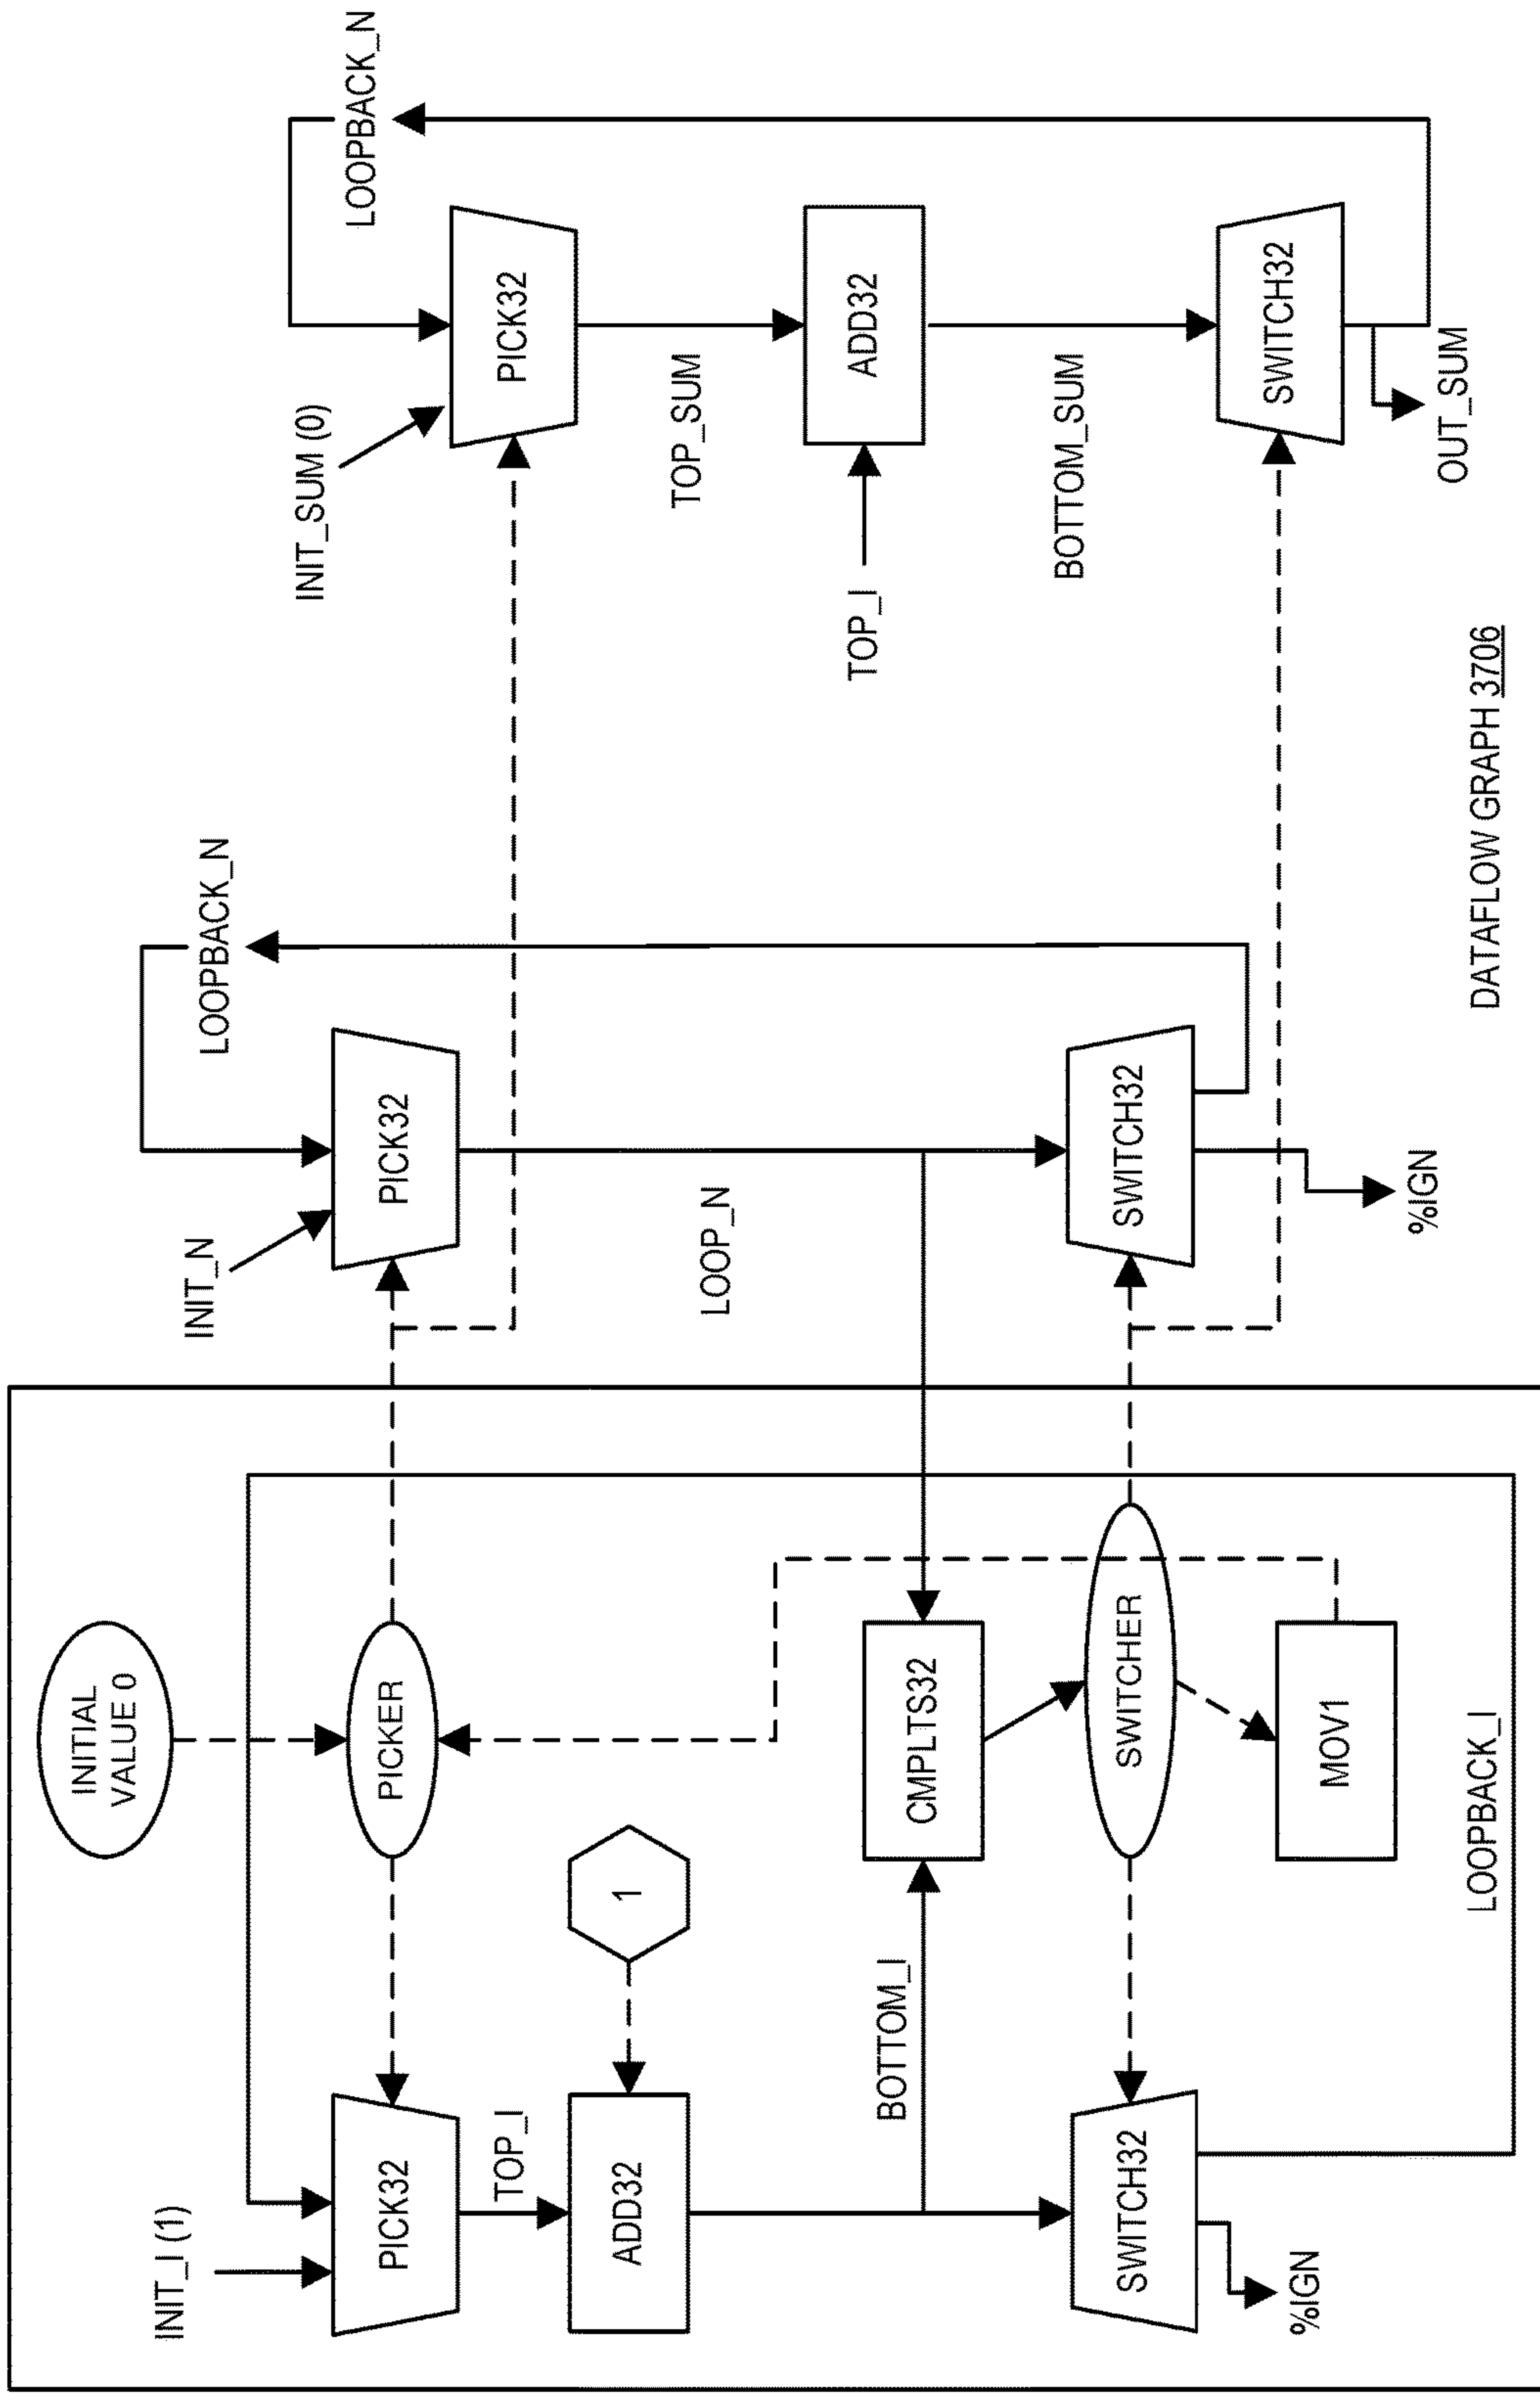 INITIAL
VALUE 0
INIT_I (1)
PICKER
PICK32
TOP_I
1
ADD32
BOTTOM_I
CMPLTS32
SWITCHER
SWITCH32
MOV1
%IGN
LOOPBACK_I
INIT_N
LOOPBACK_N
PICK32
LOOP_N
SWITCH32
%IGN
INIT_SUM (0)
LOOPBACK_N
PICK32
TOP_SUM
TOP_I
ADD32
BOTTOM_SUM
SWITCH32
OUT_SUM
DATAFLOW GRAPH 3706